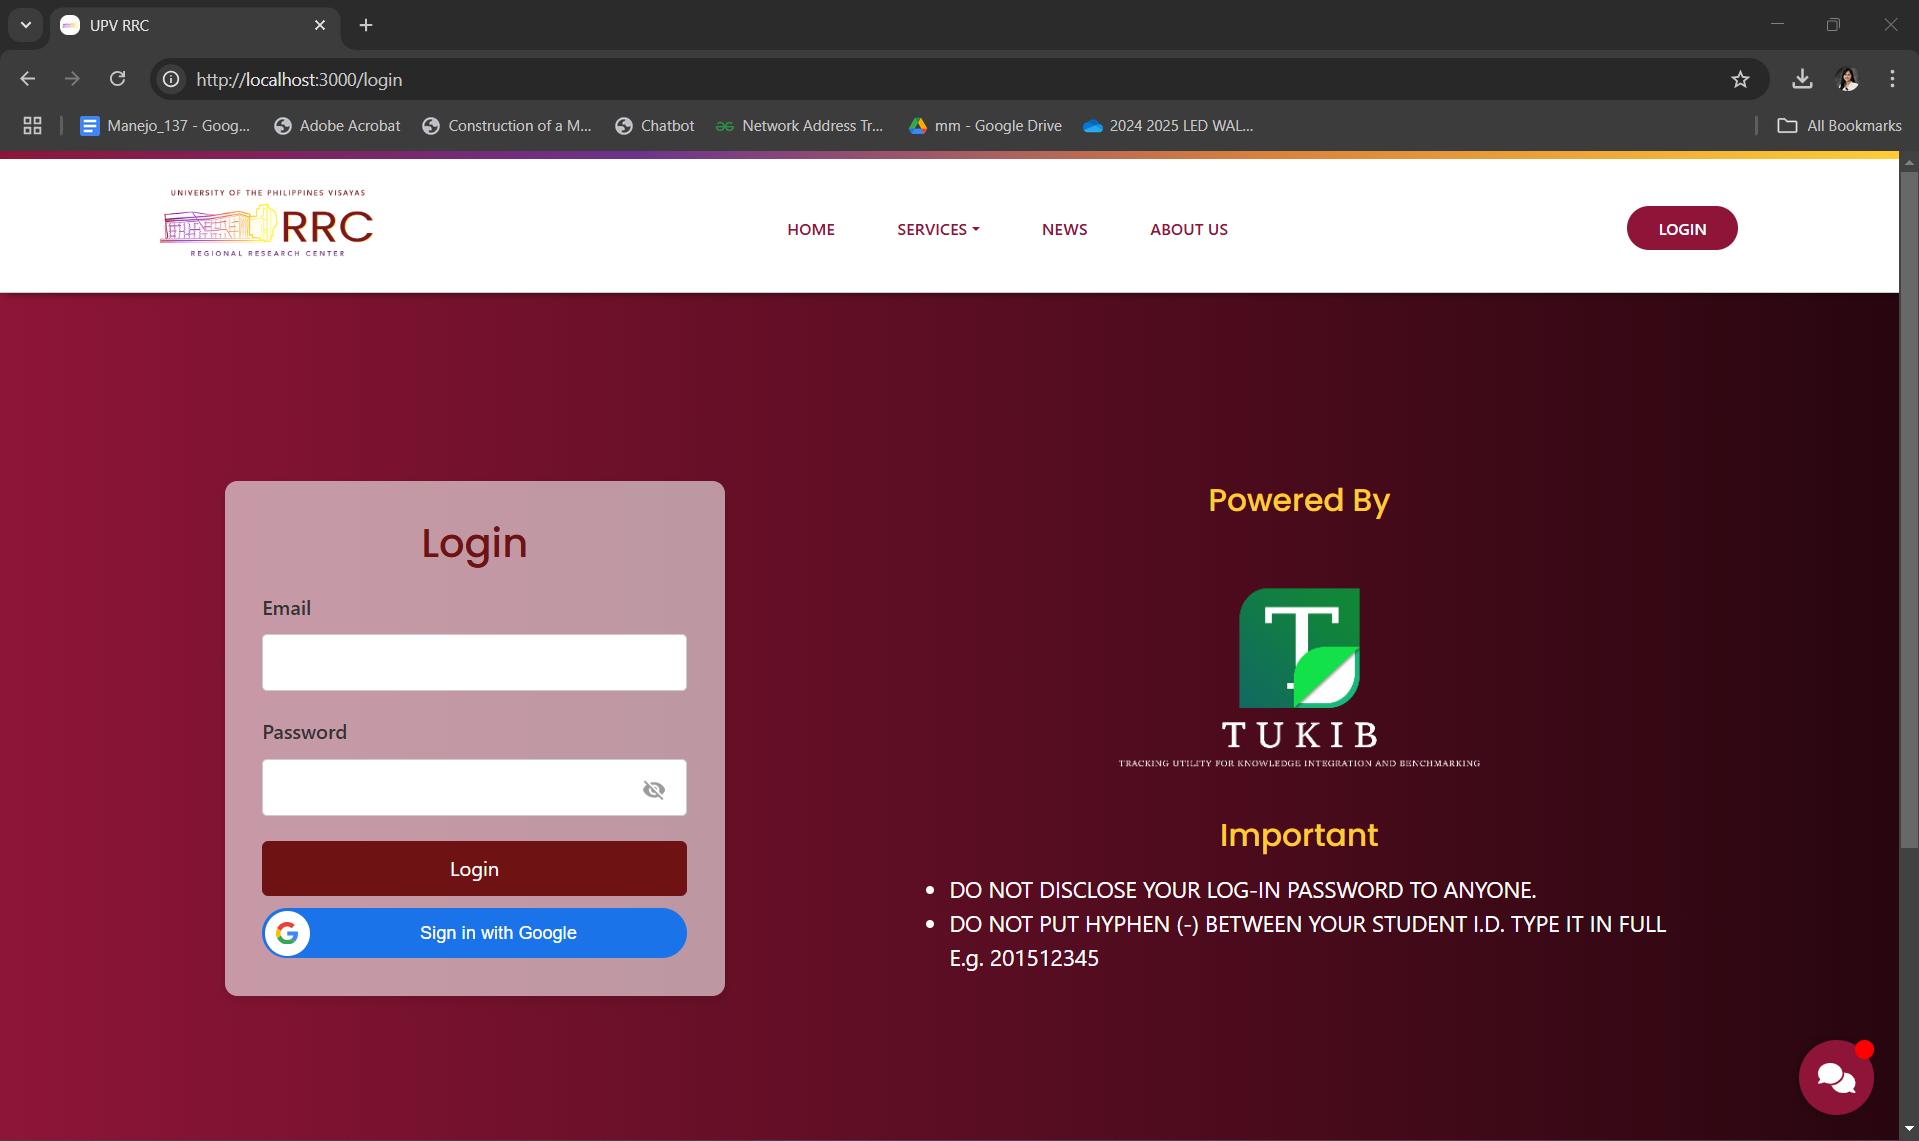 UPV RRC
http://localhost:3000/login
Manejo_137 - Goog...
Adobe Acrobat
Construction of a M...
Chatbot
Network Address Tr...
mm - Google Drive
2024 2025 LED WAL...
All Bookmarks
UNIVERSITY OF THE PHILIPPINES VISAYAS
RRC
REGIONAL RESEARCH CENTER
HOME
SERVICES
NEWS
ABOUT US
LOGIN
Login
Email
Password
Login
Sign in with Google
Powered By
T
TUKIB
TRACKING UTILITY FOR KNOWLEDGE INTEGRATION AND BENCHMARKING
Important
• DO NOT DISCLOSE YOUR LOG-IN PASSWORD TO ANYONE.
• DO NOT PUT HYPHEN (-) BETWEEN YOUR STUDENT I.D. TYPE IT IN FULL
E.g. 201512345